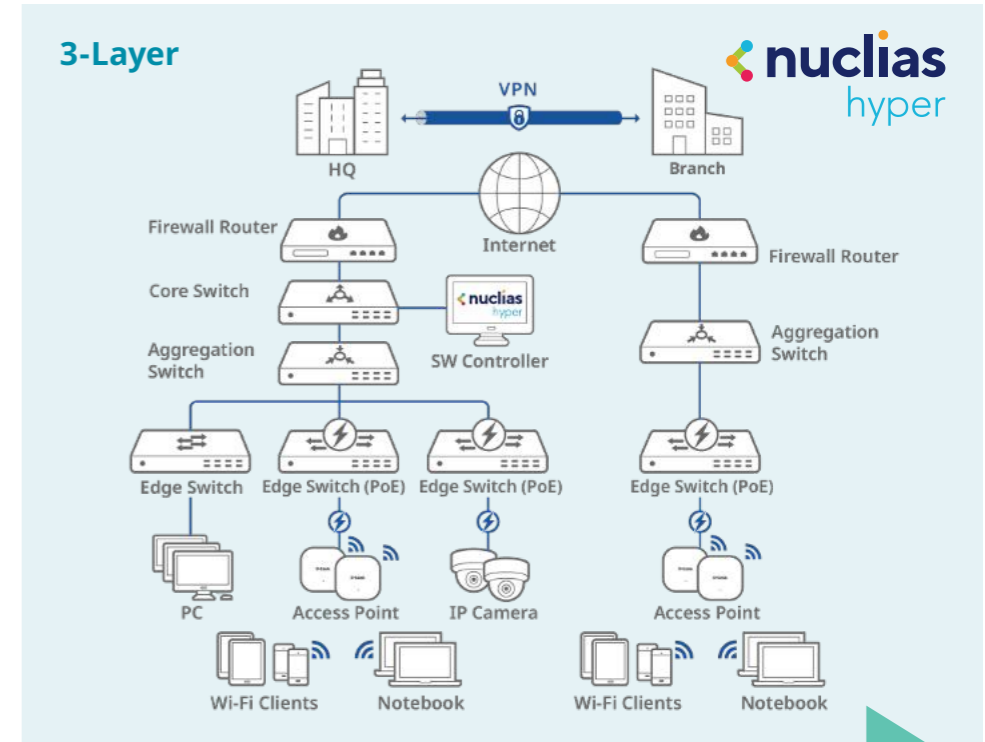 3-Layer
nuclias
hyper
VPN
HQ
Branch
Internet
Firewall Router
Firewall Router
Core Switch
nuclias
hyper
SW Controller
Aggregation
Switch
Aggregation
Switch
Edge Switch
Edge Switch (PoE)
Edge Switch (PoE)
Edge Switch (PoE)
PC
Access Point
IP Camera
Access Point
Wi-Fi Clients
Notebook
Wi-Fi Clients
Notebook